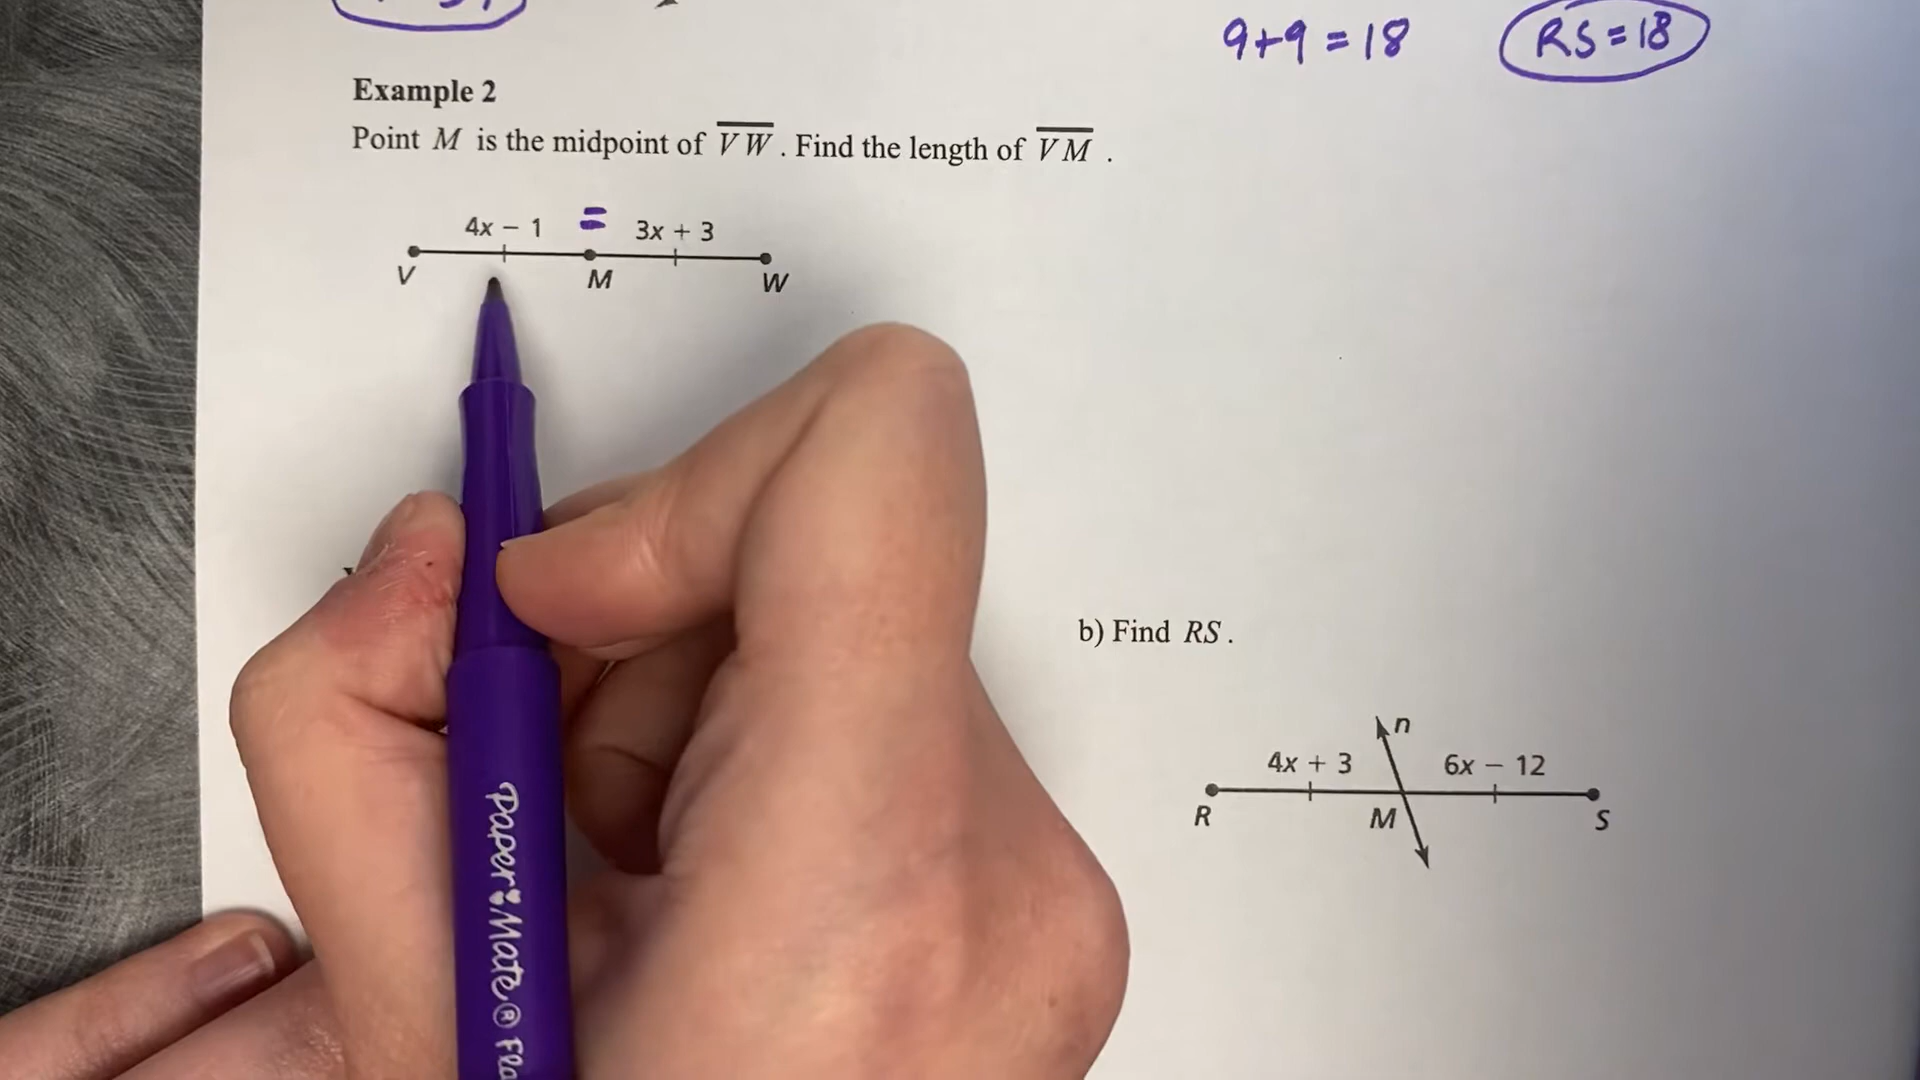 9+9=18
RS=18
Example 2
Point M is the midpoint of VW. Find the length of VM.
4x − 1 = 3x + 3
V M W
b) Find RS.
n
4x + 3 6x − 12
R M S
Paper Mate®